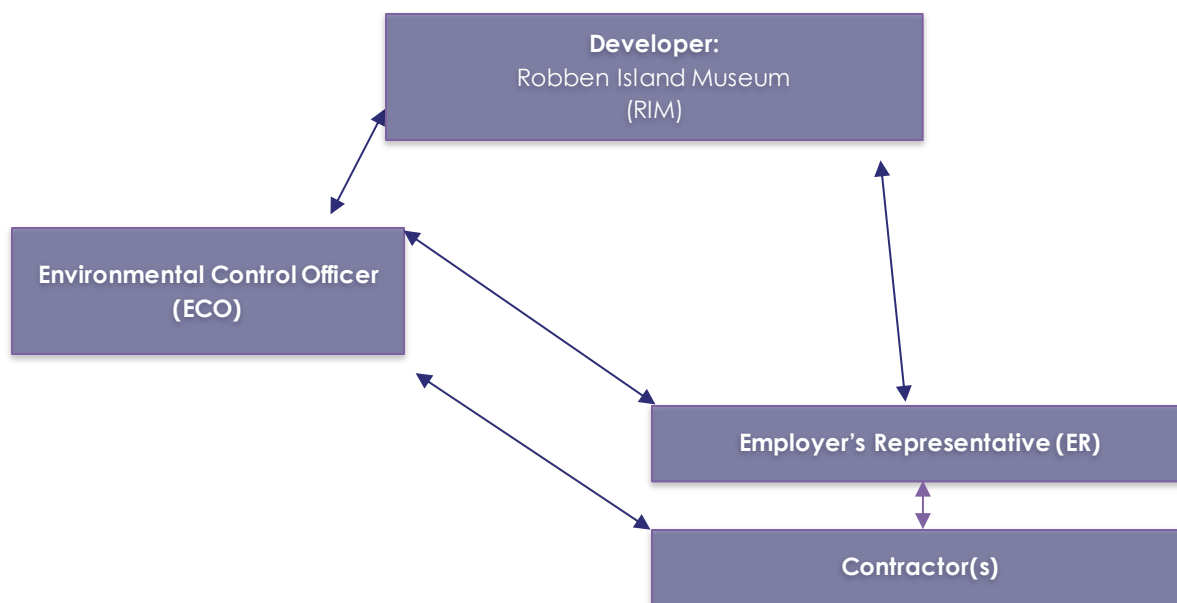 Developer:
Robben Island Museum
(RIM)
Environmental Control Officer
(ECO)
Employer’s Representative (ER)
Contractor(s)